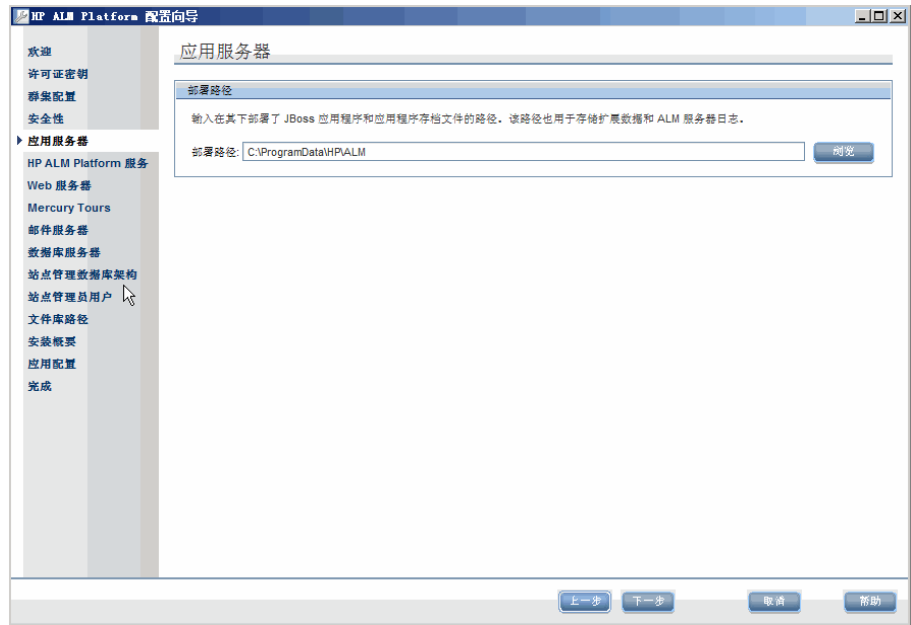 HP ALM Platform 配置向导
欢迎
许可证密钥
群集配置
安全性
应用服务器
HP ALM Platform 服务
Web 服务器
Mercury Tours
邮件服务器
数据库服务器
站点管理数据库架构
站点管理员用户
文件库路径
安装概要
应用配置
完成
应用服务器
部署路径
输入在其下部署了 JBoss 应用程序和应用程序存档文件的路径。该路径也用于存储扩展数据和 ALM 服务器日志。
部署路径: C:\ProgramData\HP\ALM 浏览
上一步 下一步 取消 帮助